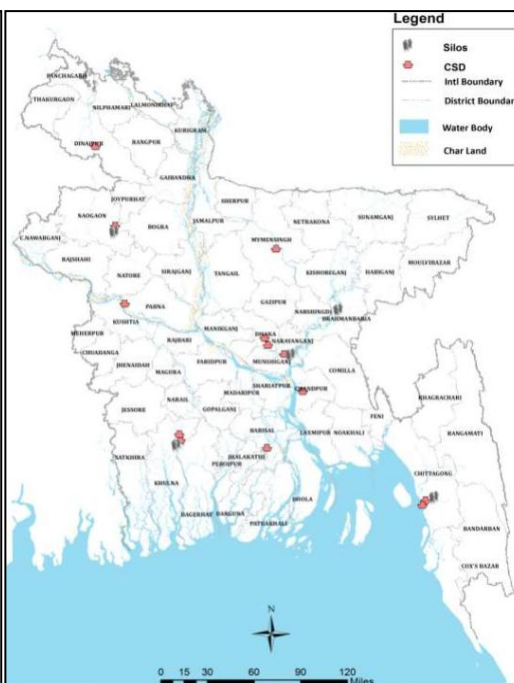 Legend
Silos
CSD
Intl Boundary
District Boundar
Water Body
Char Land
PANCHAGARH
THAKURGAON
NILPHAMARI
LALMONIRHAT
DINAJPUR
RANGPUR
KURIGRAM
GAIBANDHA
SHERPUR
NETRAKONA
SUNAMGANJ
SYLHET
JOYPURHAT
NAOGAON
BOGRA
JAMALPUR
MYMENSINGH
C.NAWABGANJ
RAJSHAHI
KISHOREGANJ
HABIGANJ
MOULVIBAZAR
NATORE
SIRAJGANJ
TANGAIL
GAZIPUR
PABNA
NARSHINGDI
BRAHMANBARIA
KUSHTIA
MANIKGANJ
DHAKA
NARAYANGANJ
MEHERPUR
CHUADANGA
RAJBARI
MUNSHIGANJ
JHENAIDAH
FARIDPUR
COMILLA
MAGURA
SHARIATPUR
MADARIPUR
CHANDPUR
KHAGRACHARI
JESSORE
NARAIL
GOPALGANJ
FENI
RANGAMATI
BARISAL
LAXMIPUR
NOAKHALI
SATKHIRA
JHALAKATHI
PEROJPUR
CHITTAGONG
KHULNA
BHOLA
BAGERHAT
BARGUNA
PATUAKHALI
BANDARBAN
COX'S BAZAR
N
0 15 30 60 90 120
Miles